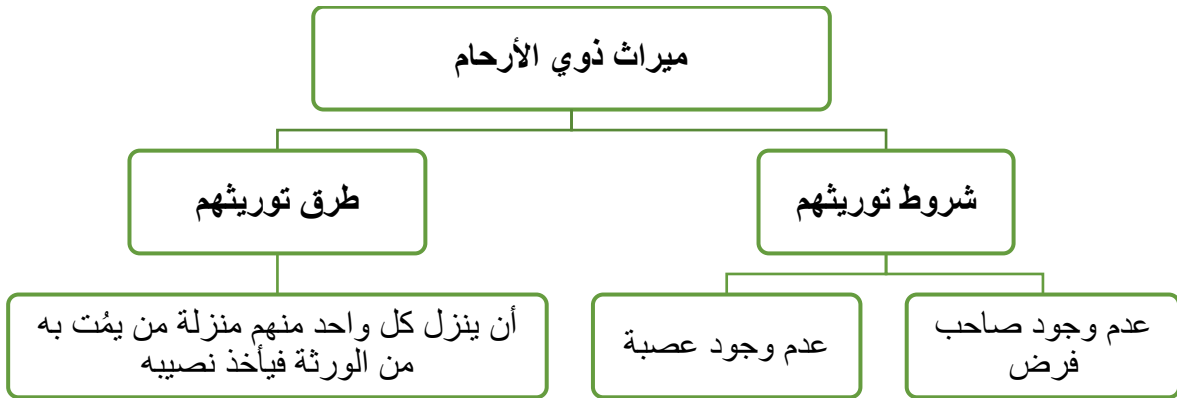 ميراث ذوي الأرحام
شروط توريثهم
طرق توريثهم
عدم وجود صاحب
فرض
عدم وجود عصبة
أن ينزل كل واحد منهم منزلة من يمُت به
من الورثة فيأخذ نصيبه